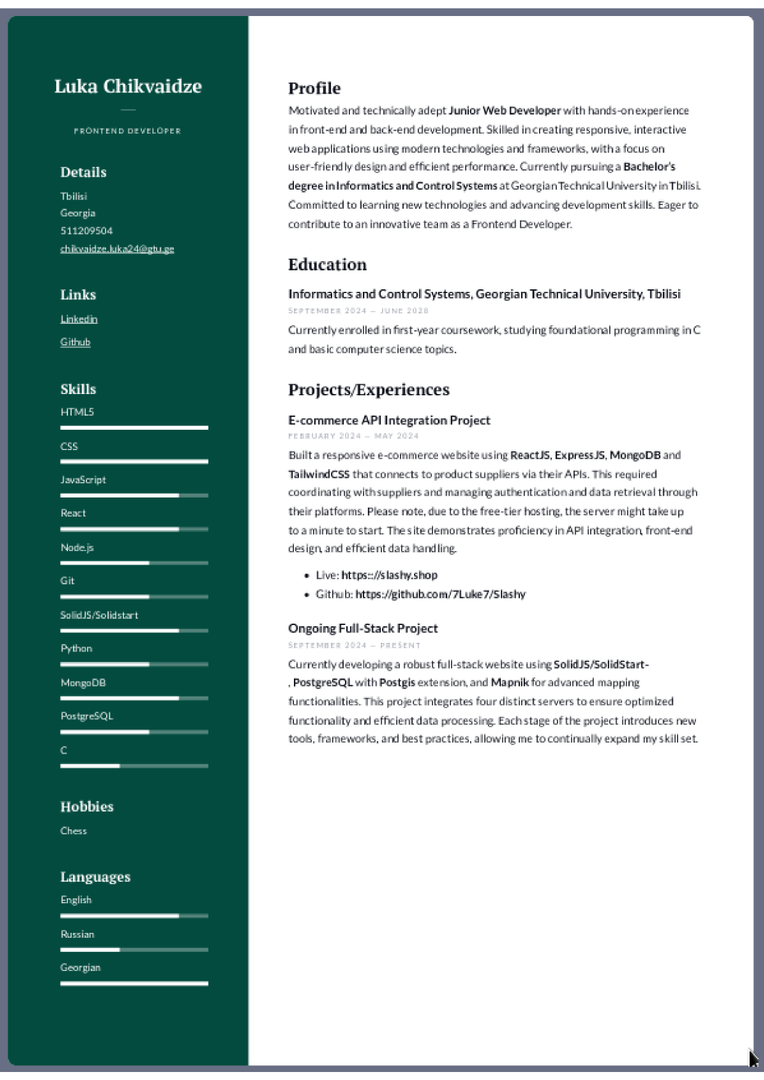 Luka Chikvaidze
FRONTEND DEVELOPER
Details
Tbilisi
Georgia
511209504
chikvaidze.luka24@gtu.ge
Links
Linkedin
Github
Skills
HTML5
CSS
JavaScript
React
Node.js
Git
SolidJS/Solidstart
Python
MongoDB
PostgreSQL
C
Hobbies
Chess
Languages
English
Russian
Georgian
Profile
Motivated and technically adept Junior Web Developer with hands-on experience
in front-end and back-end development. Skilled in creating responsive, interactive
web applications using modern technologies and frameworks, with a focus on
user-friendly design and efficient performance. Currently pursuing a Bachelor's
degree in Informatics and Control Systems at Georgian Technical University in Tbilisi.
Committed to learning new technologies and advancing development skills. Eager to
contribute to an innovative team as a Frontend Developer.
Education
Informatics and Control Systems, Georgian Technical University, Tbilisi
SEPTEMBER 2024 — JUNE 2028
Currently enrolled in first-year coursework, studying foundational programming in C
and basic computer science topics.
Projects/Experiences
E-commerce API Integration Project
FEBRUARY 2024 — MAY 2024
Built a responsive e-commerce website using ReactJS, ExpressJS, MongoDB and
TailwindCSS that connects to product suppliers via their APIs. This required
coordinating with suppliers and managing authentication and data retrieval through
their platforms. Please note, due to the free-tier hosting, the server might take up
to a minute to start. The site demonstrates proficiency in API integration, front-end
design, and efficient data handling.
• Live: https:://slashy.shop
• Github: https://github.com/7Luke7/Slashy
Ongoing Full-Stack Project
SEPTEMBER 2024 — PRESENT
Currently developing a robust full-stack website using SolidJS/SolidStart-
, PostgreSQL with Postgis extension, and Mapnik for advanced mapping
functionalities. This project integrates four distinct servers to ensure optimized
functionality and efficient data processing. Each stage of the project introduces new
tools, frameworks, and best practices, allowing me to continually expand my skill set.